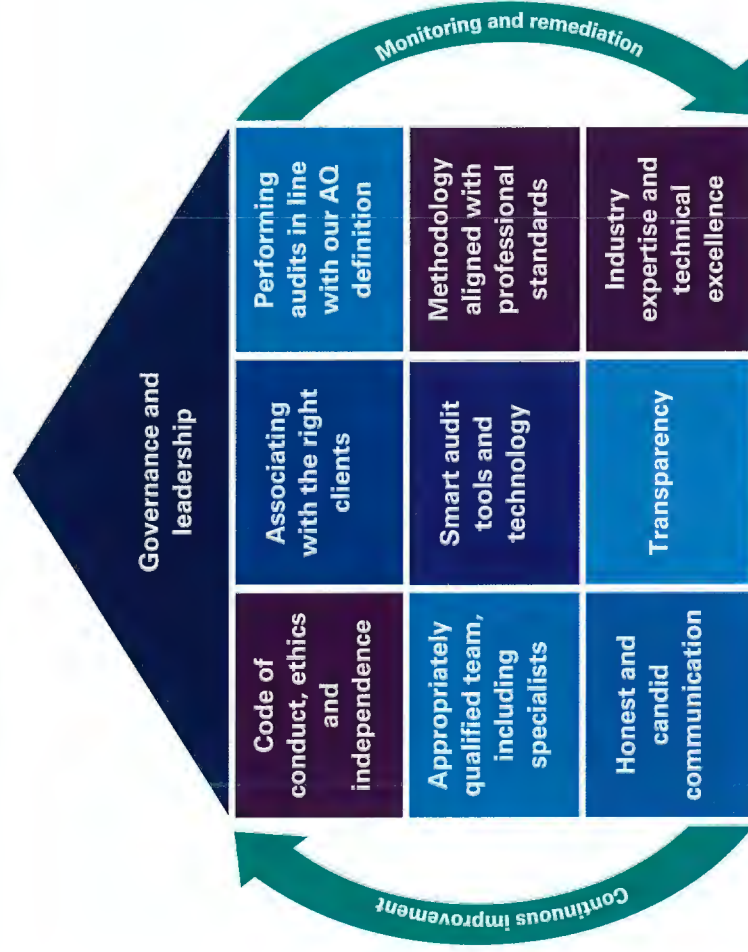 Governance and
leadership
Code of
conduct, ethics
and
independence
Associating
with the right
clients
Performing
audits in line
with our AQ
definition
Appropriately
qualified team,
including
specialists
Smart audit
tools and
technology
Methodology
aligned with
professional
standards
Honest and
candid
communication
Transparency
Industry
expertise and
technical
excellence
Continuous improvement
Monitoring and remediation